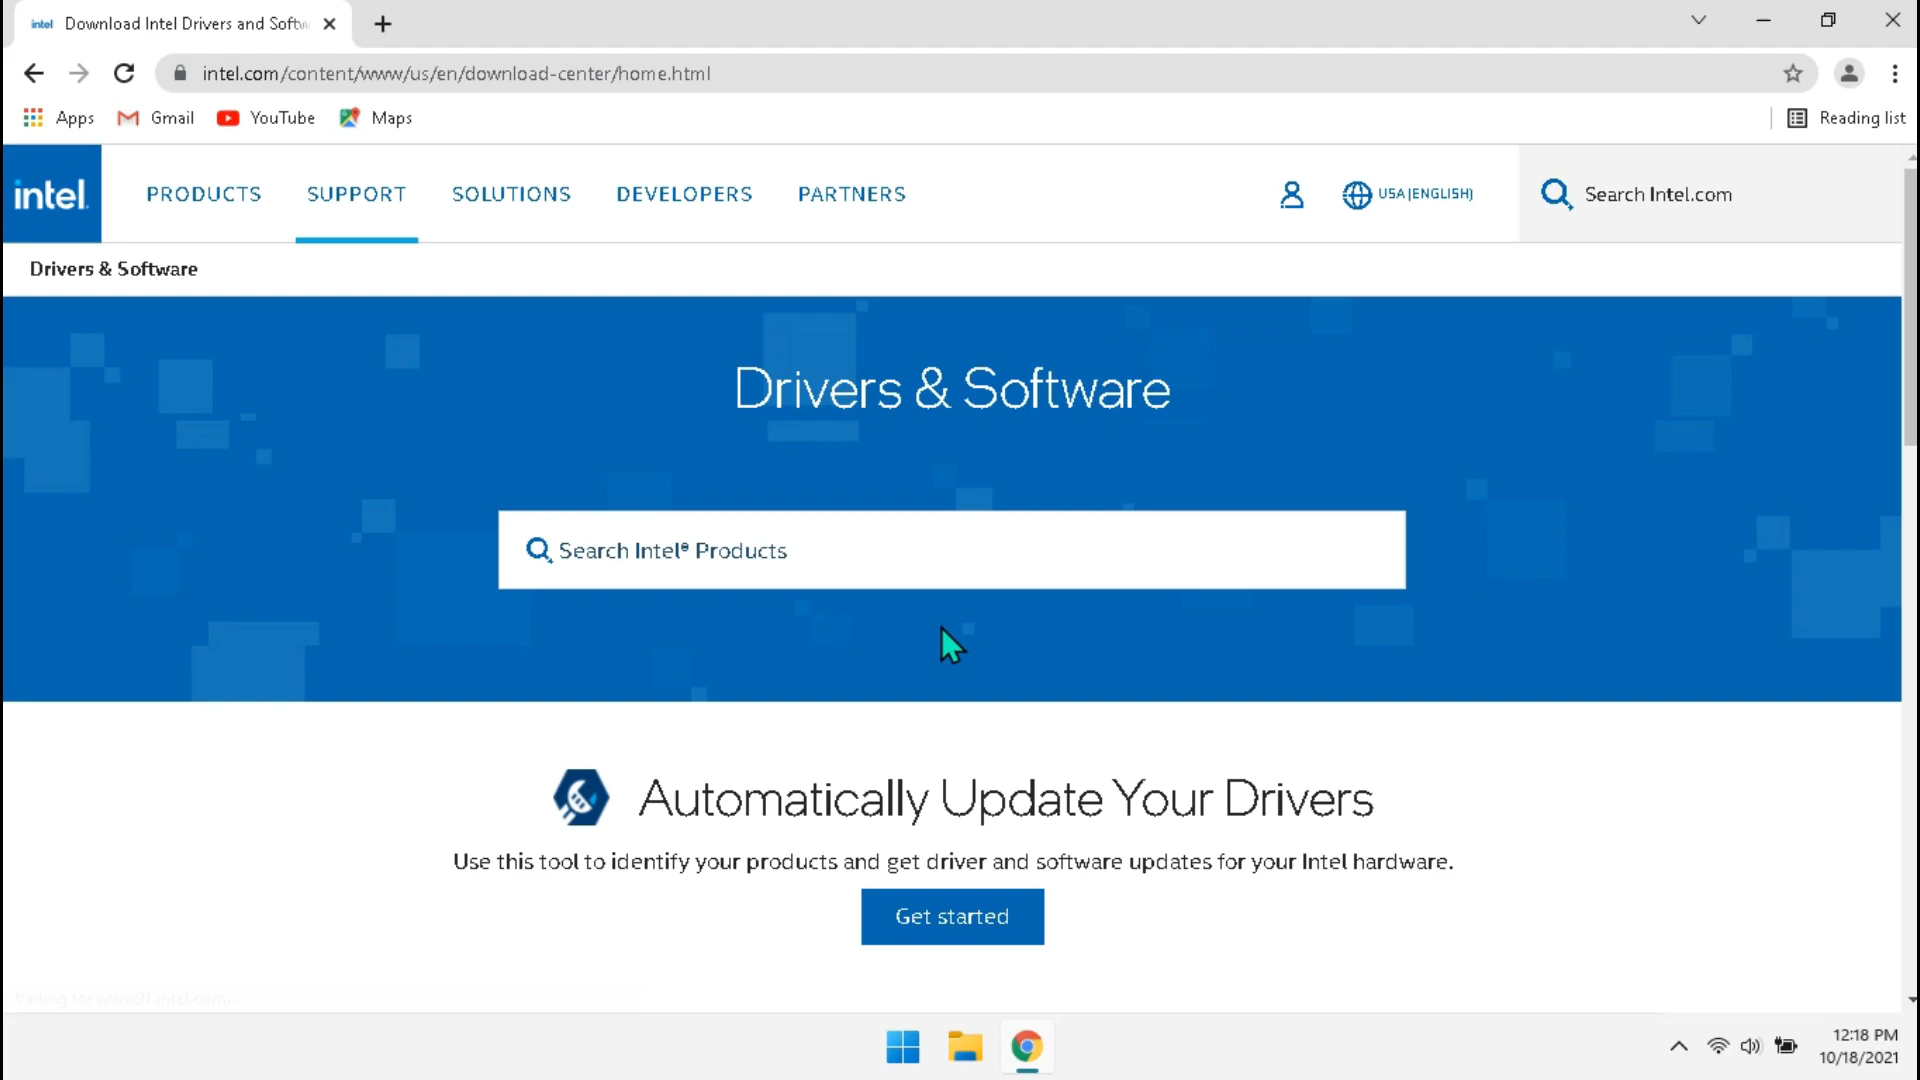 intel Download Intel Drivers and Softw
intel.com/content/www/us/en/download-center/home.html
Apps Gmail YouTube Maps Reading list
intel. PRODUCTS SUPPORT SOLUTIONS DEVELOPERS PARTNERS USA (ENGLISH) Search Intel.com
Drivers & Software
Drivers & Software
Search Intel® Products
Automatically Update Your Drivers
Use this tool to identify your products and get driver and software updates for your Intel hardware.
Get started
12:18 PM
10/18/2021